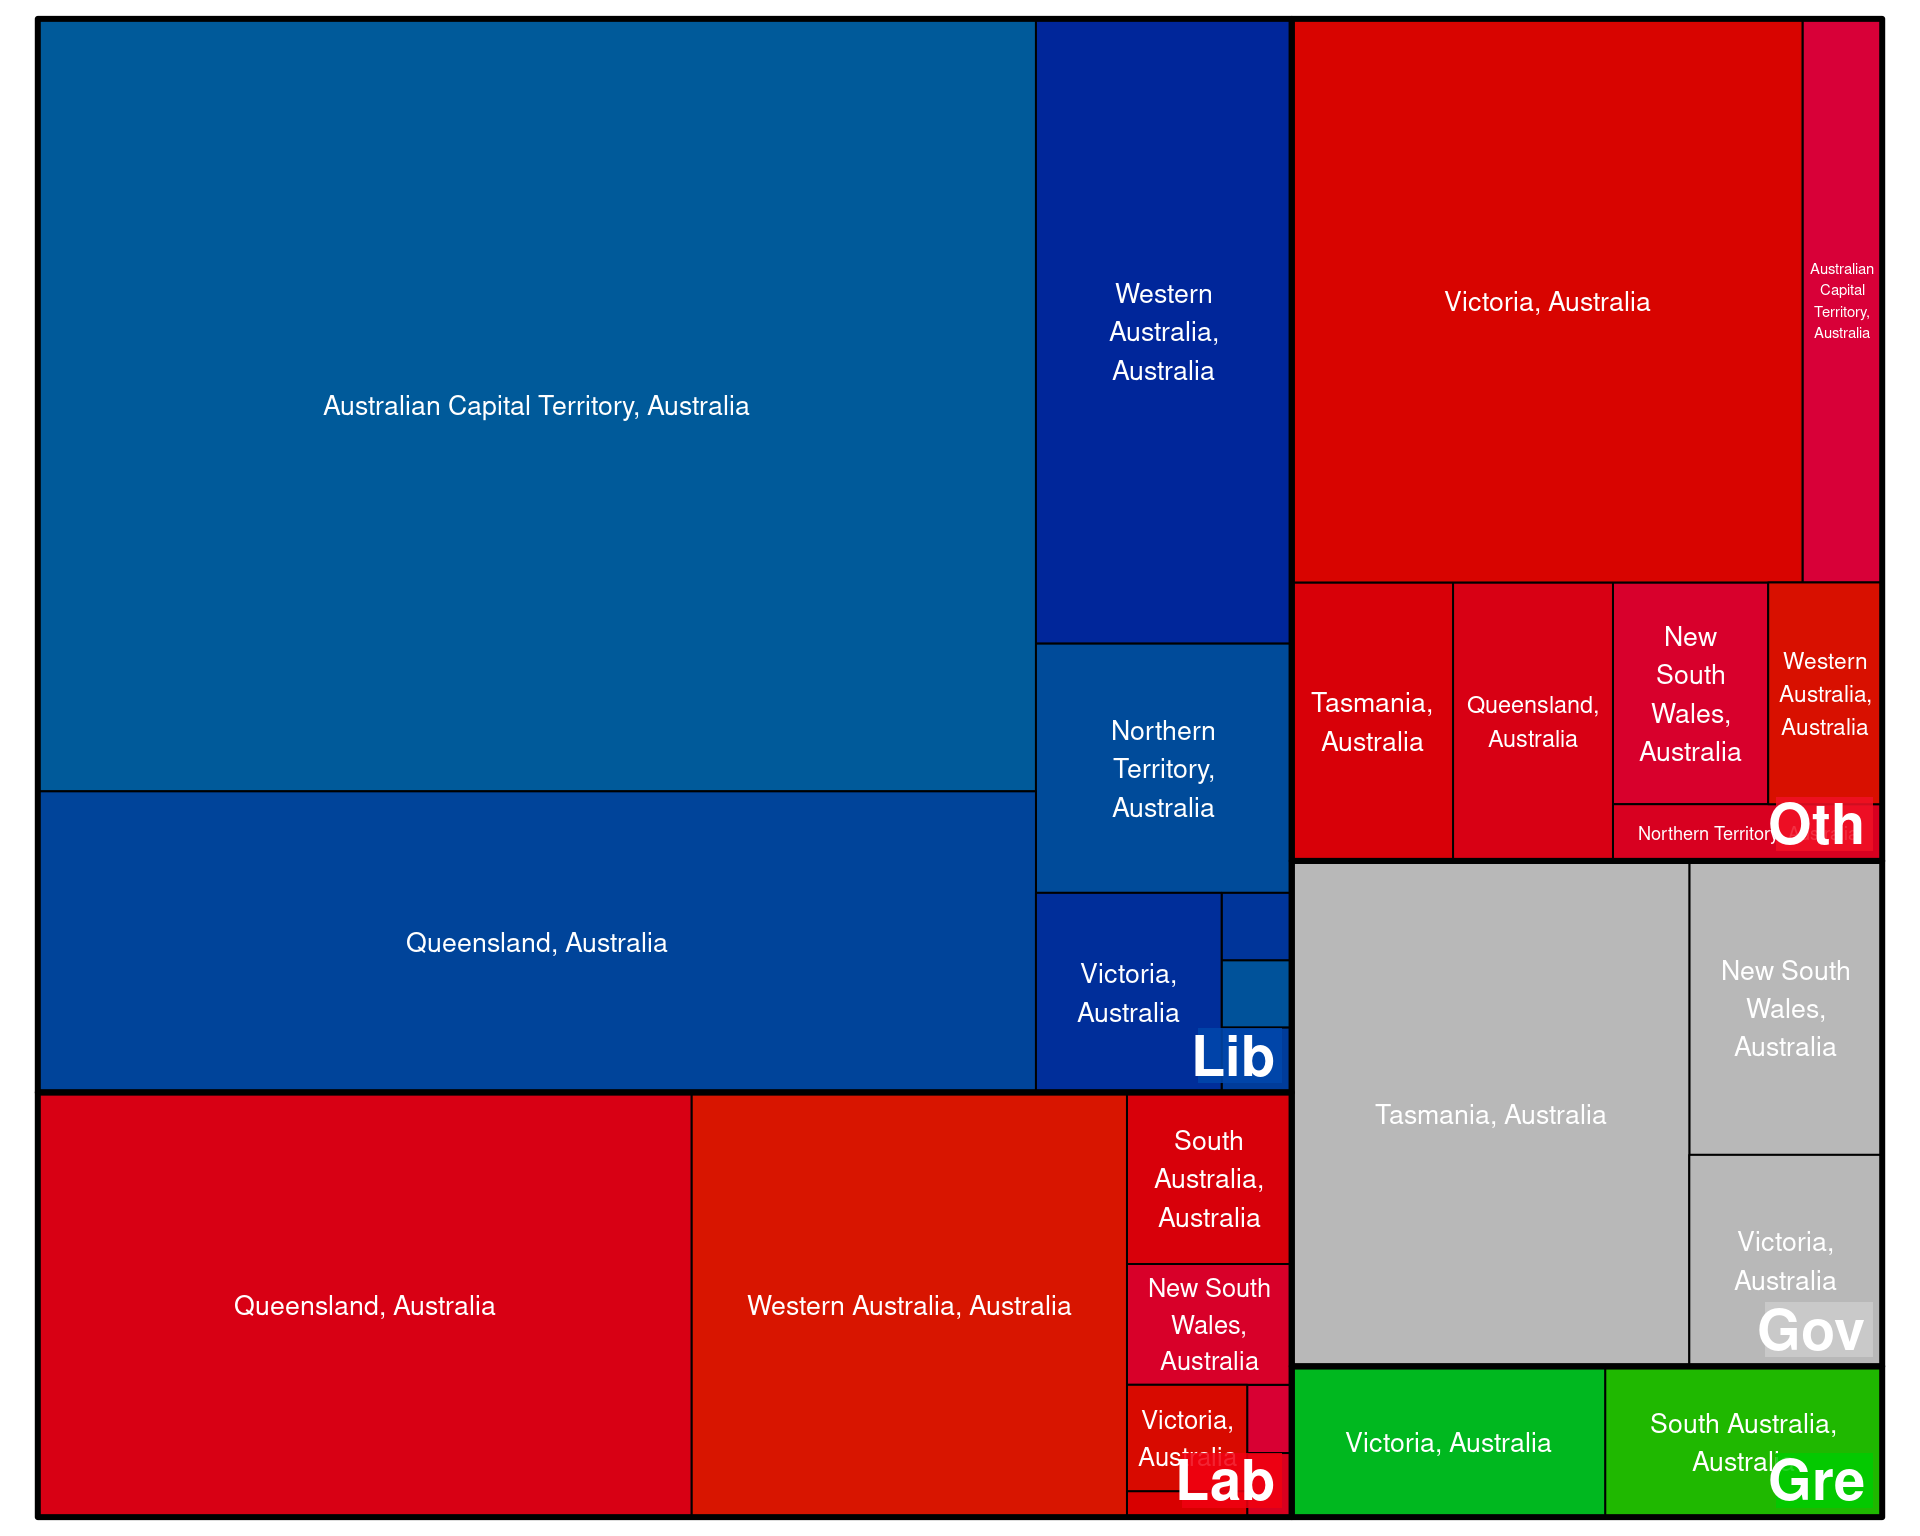 Australian Capital Territory, Australia
Western
Australia,
Australia
Northern
Territory,
Australia
Queensland, Australia
Victoria,
Australia
Lib
Queensland, Australia
Western Australia, Australia
South
Australia,
Australia
New South
Wales,
Australia
Victoria,
Australia
Lab
Victoria, Australia
Australian
Capital
Territory,
Australia
Tasmania,
Australia
Queensland,
Australia
New
South
Wales,
Australia
Western
Australia,
Australia
Northern Territory
Oth
Tasmania, Australia
New South
Wales,
Australia
Victoria,
Australia
Gov
Victoria, Australia
South Australia,
Australia
Gre